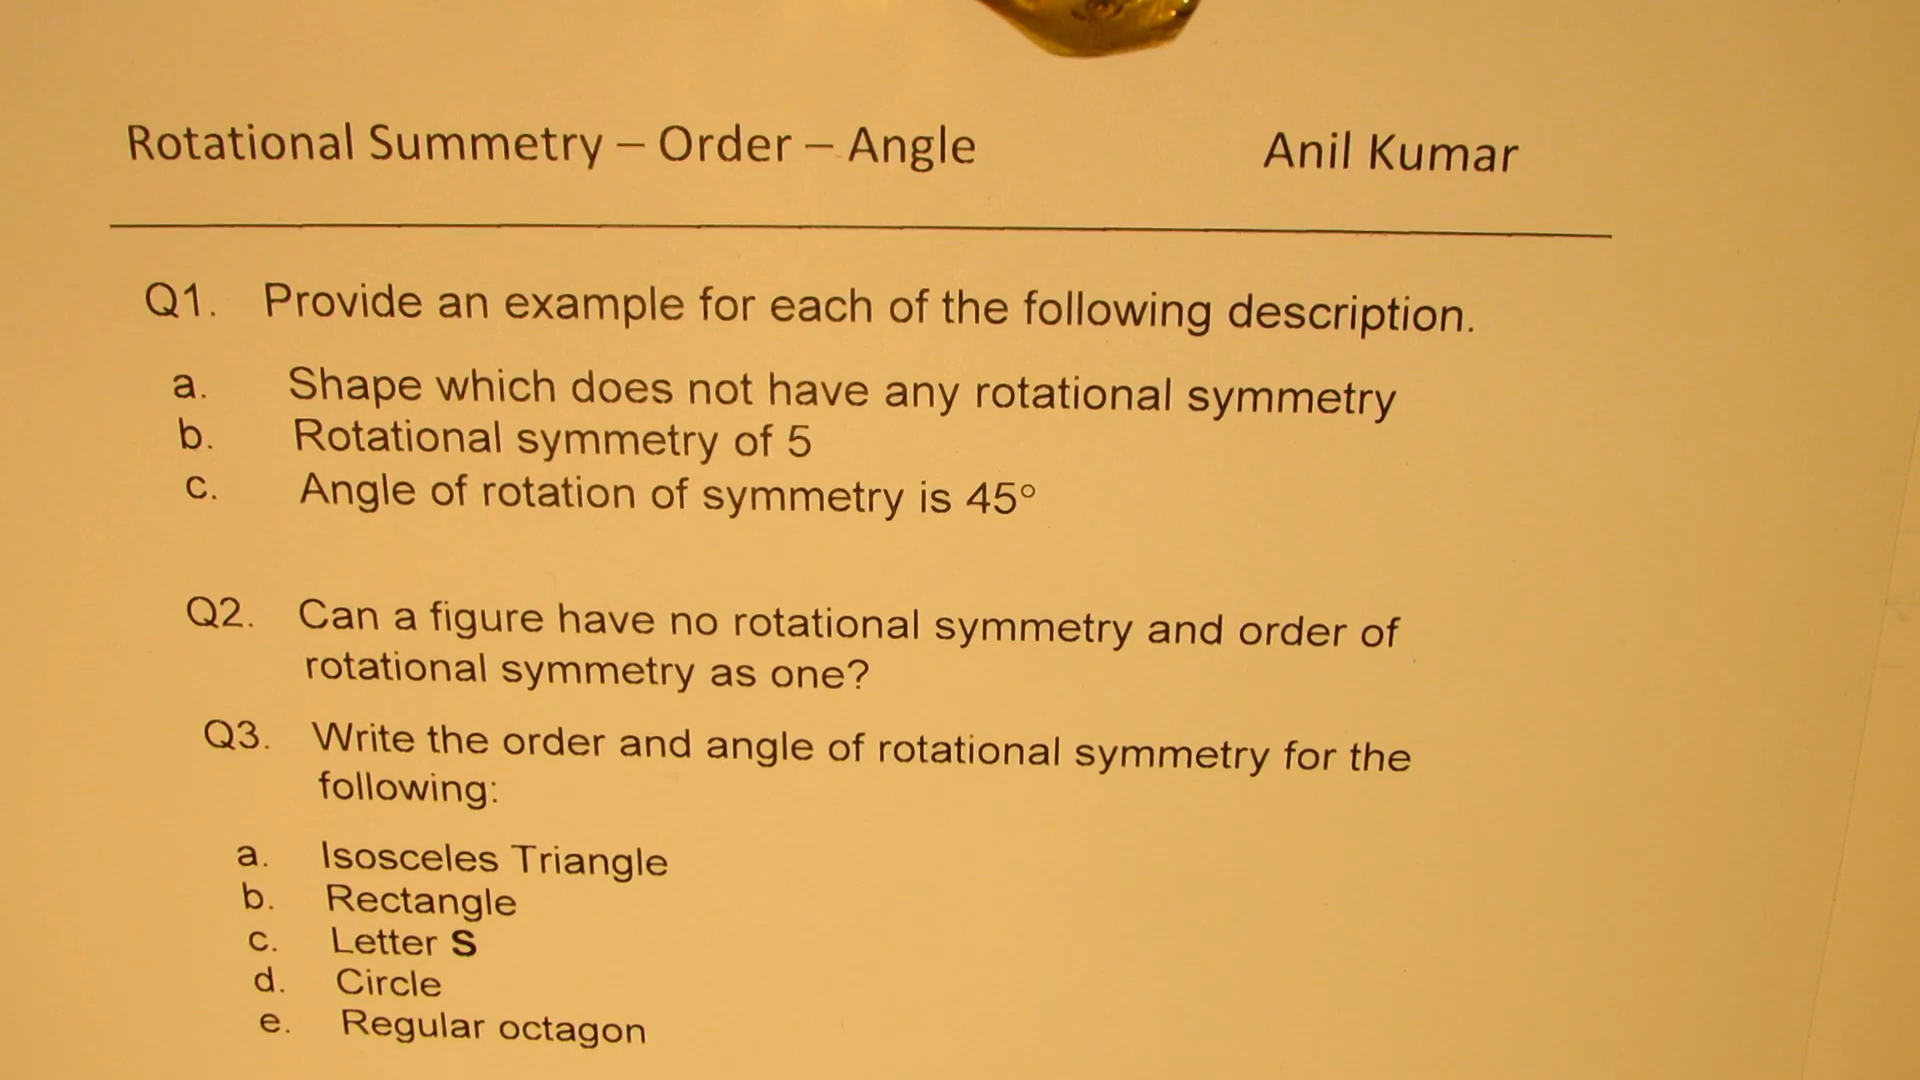 Rotational Summetry – Order – Angle Anil Kumar
Q1. Provide an example for each of the following description.
a. Shape which does not have any rotational symmetry
b. Rotational symmetry of 5
c. Angle of rotation of symmetry is 45°
Q2. Can a figure have no rotational symmetry and order of
rotational symmetry as one?
Q3. Write the order and angle of rotational symmetry for the
following:
a. Isosceles Triangle
b. Rectangle
c. Letter S
d. Circle
e. Regular octagon